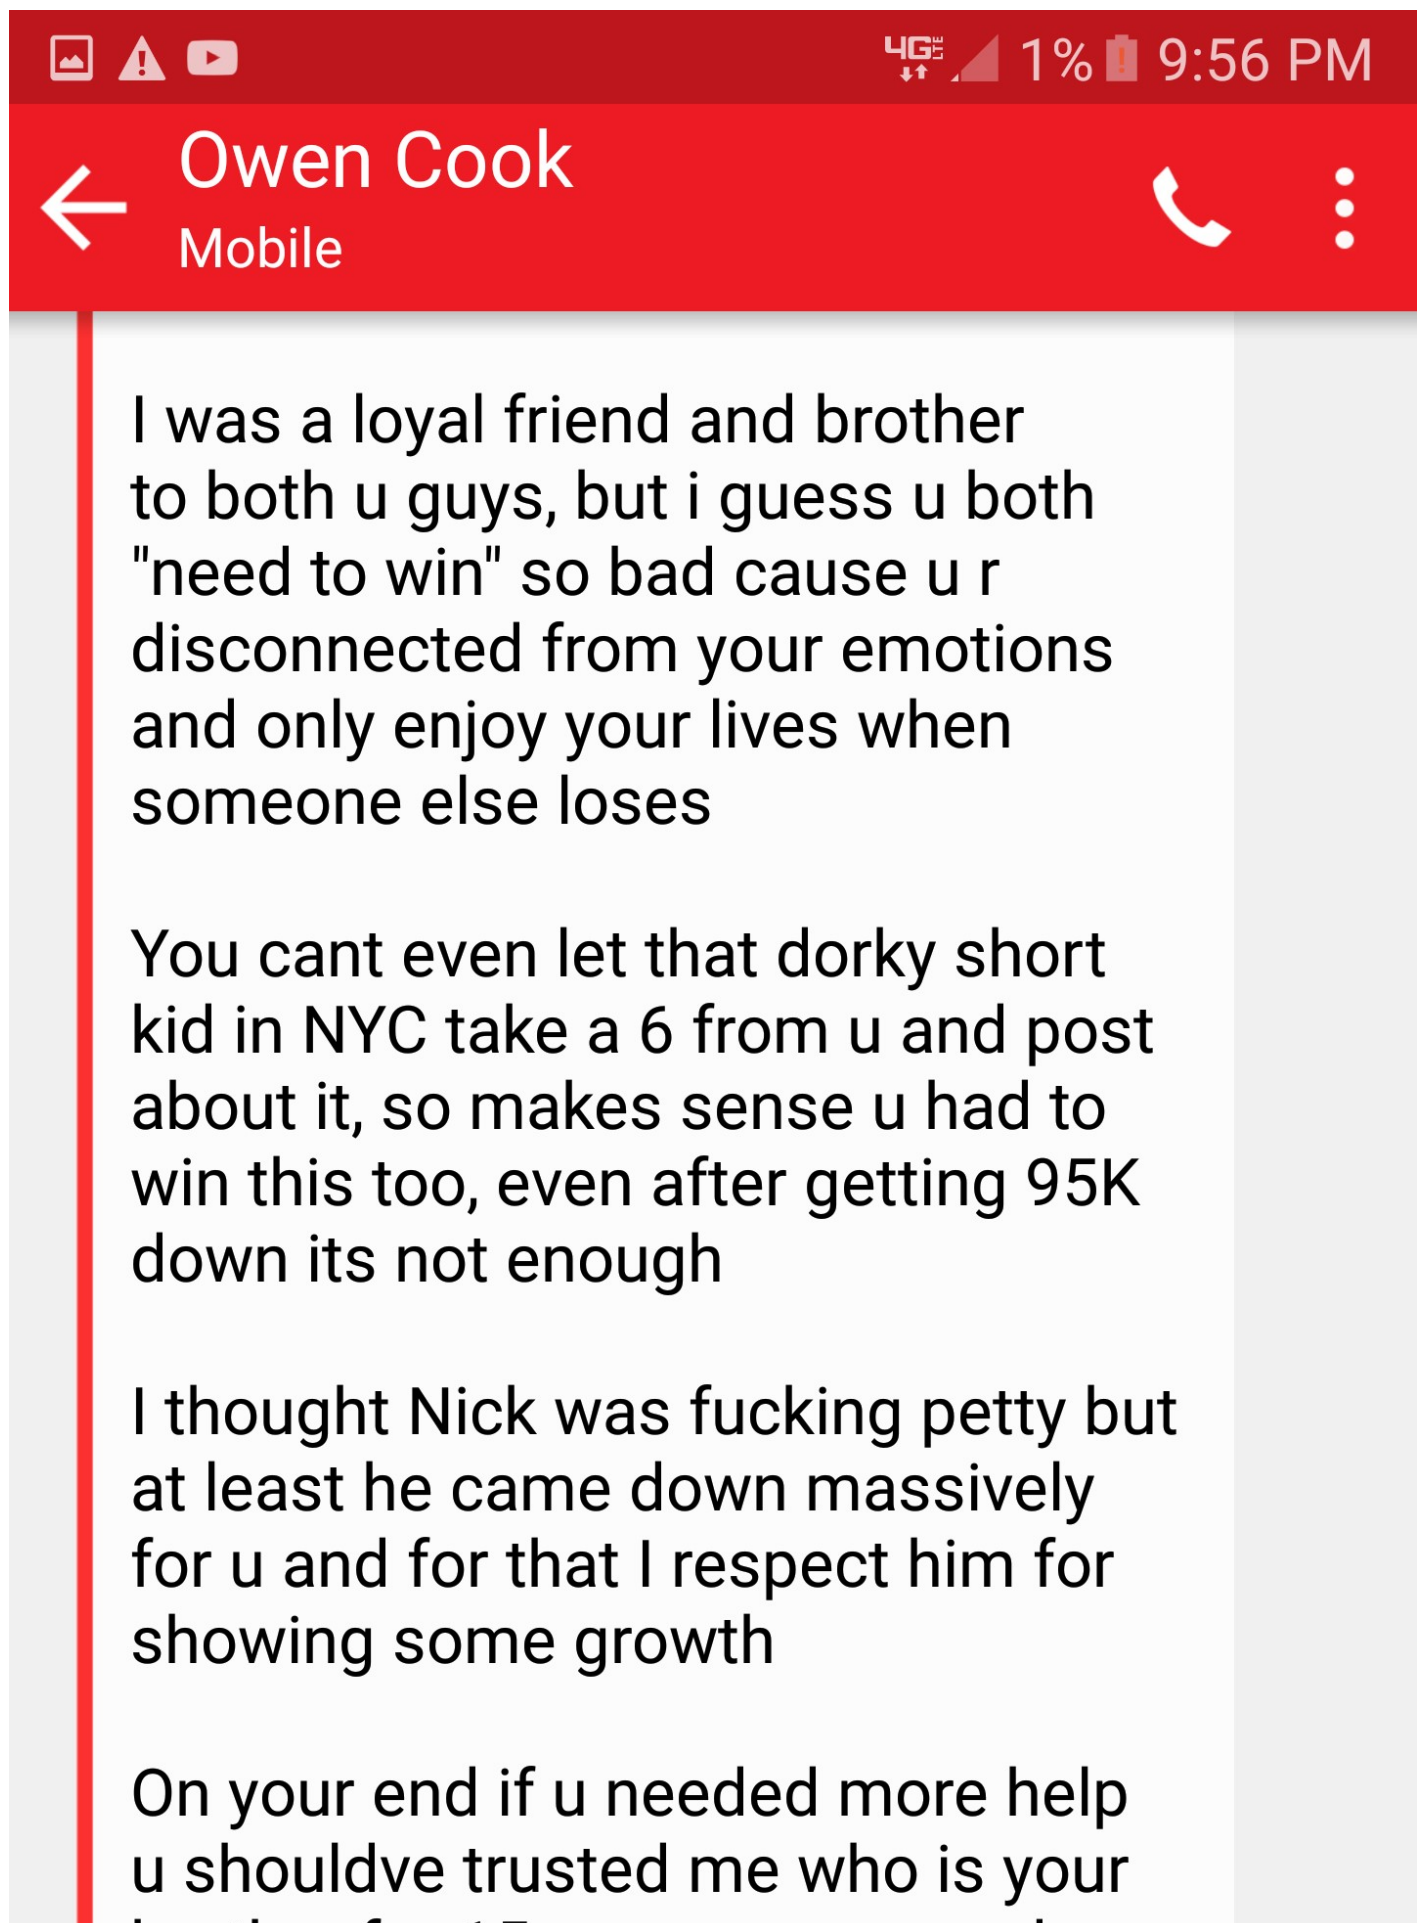 4G LTE 1% 9:56 PM
Owen Cook
Mobile
I was a loyal friend and brother
to both u guys, but i guess u both
"need to win" so bad cause u r
disconnected from your emotions
and only enjoy your lives when
someone else loses
You cant even let that dorky short
kid in NYC take a 6 from u and post
about it, so makes sense u had to
win this too, even after getting 95K
down its not enough
I thought Nick was fucking petty but
at least he came down massively
for u and for that I respect him for
showing some growth
On your end if u needed more help
u shouldve trusted me who is your